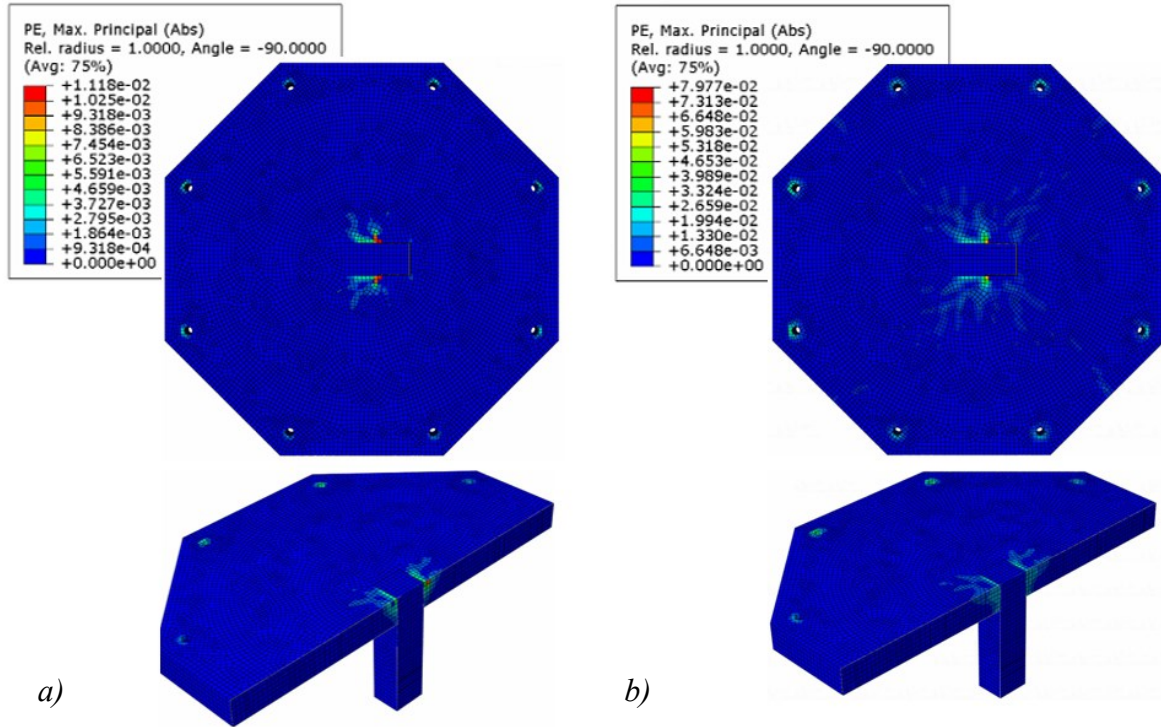 PE, Max. Principal (Abs)
Rel. radius = 1.0000, Angle = -90.0000
(Avg: 75%)
+1.118e-02
+1.025e-02
+9.318e-03
+8.386e-03
+7.454e-03
+6.523e-03
+5.591e-03
+4.659e-03
+3.727e-03
+2.795e-03
+1.864e-03
+9.318e-04
+0.000e+00
PE, Max. Principal (Abs)
Rel. radius = 1.0000, Angle = -90.0000
(Avg: 75%)
+7.977e-02
+7.313e-02
+6.648e-02
+5.983e-02
+5.318e-02
+4.653e-02
+3.989e-02
+3.324e-02
+2.659e-02
+1.994e-02
+1.330e-02
+6.648e-03
+0.000e+00
a)
b)